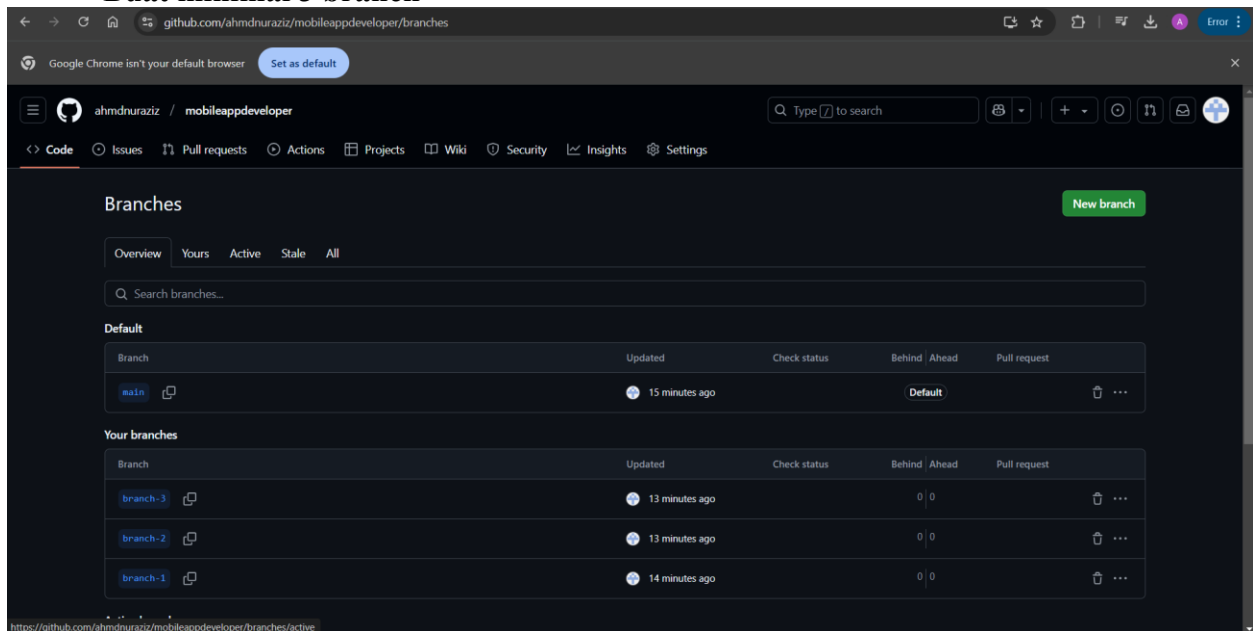 Buat minimal 3 branch
github.com/ahmdnuraziz/mobileappdeveloper/branches
A Error
Google Chrome isn't your default browser Set as default
ahmdnuraziz / mobileappdeveloper Type / to search
Code Issues Pull requests Actions Projects Wiki Security Insights Settings
Branches New branch
Overview Yours Active Stale All
Search branches...
Default
Branch Updated Check status Behind Ahead Pull request
main 15 minutes ago Default
Your branches
Branch Updated Check status Behind Ahead Pull request
branch-3 13 minutes ago 0 0
branch-2 13 minutes ago 0 0
branch-1 14 minutes ago 0 0
https://github.com/ahmdnuraziz/mobileappdeveloper/branches/active